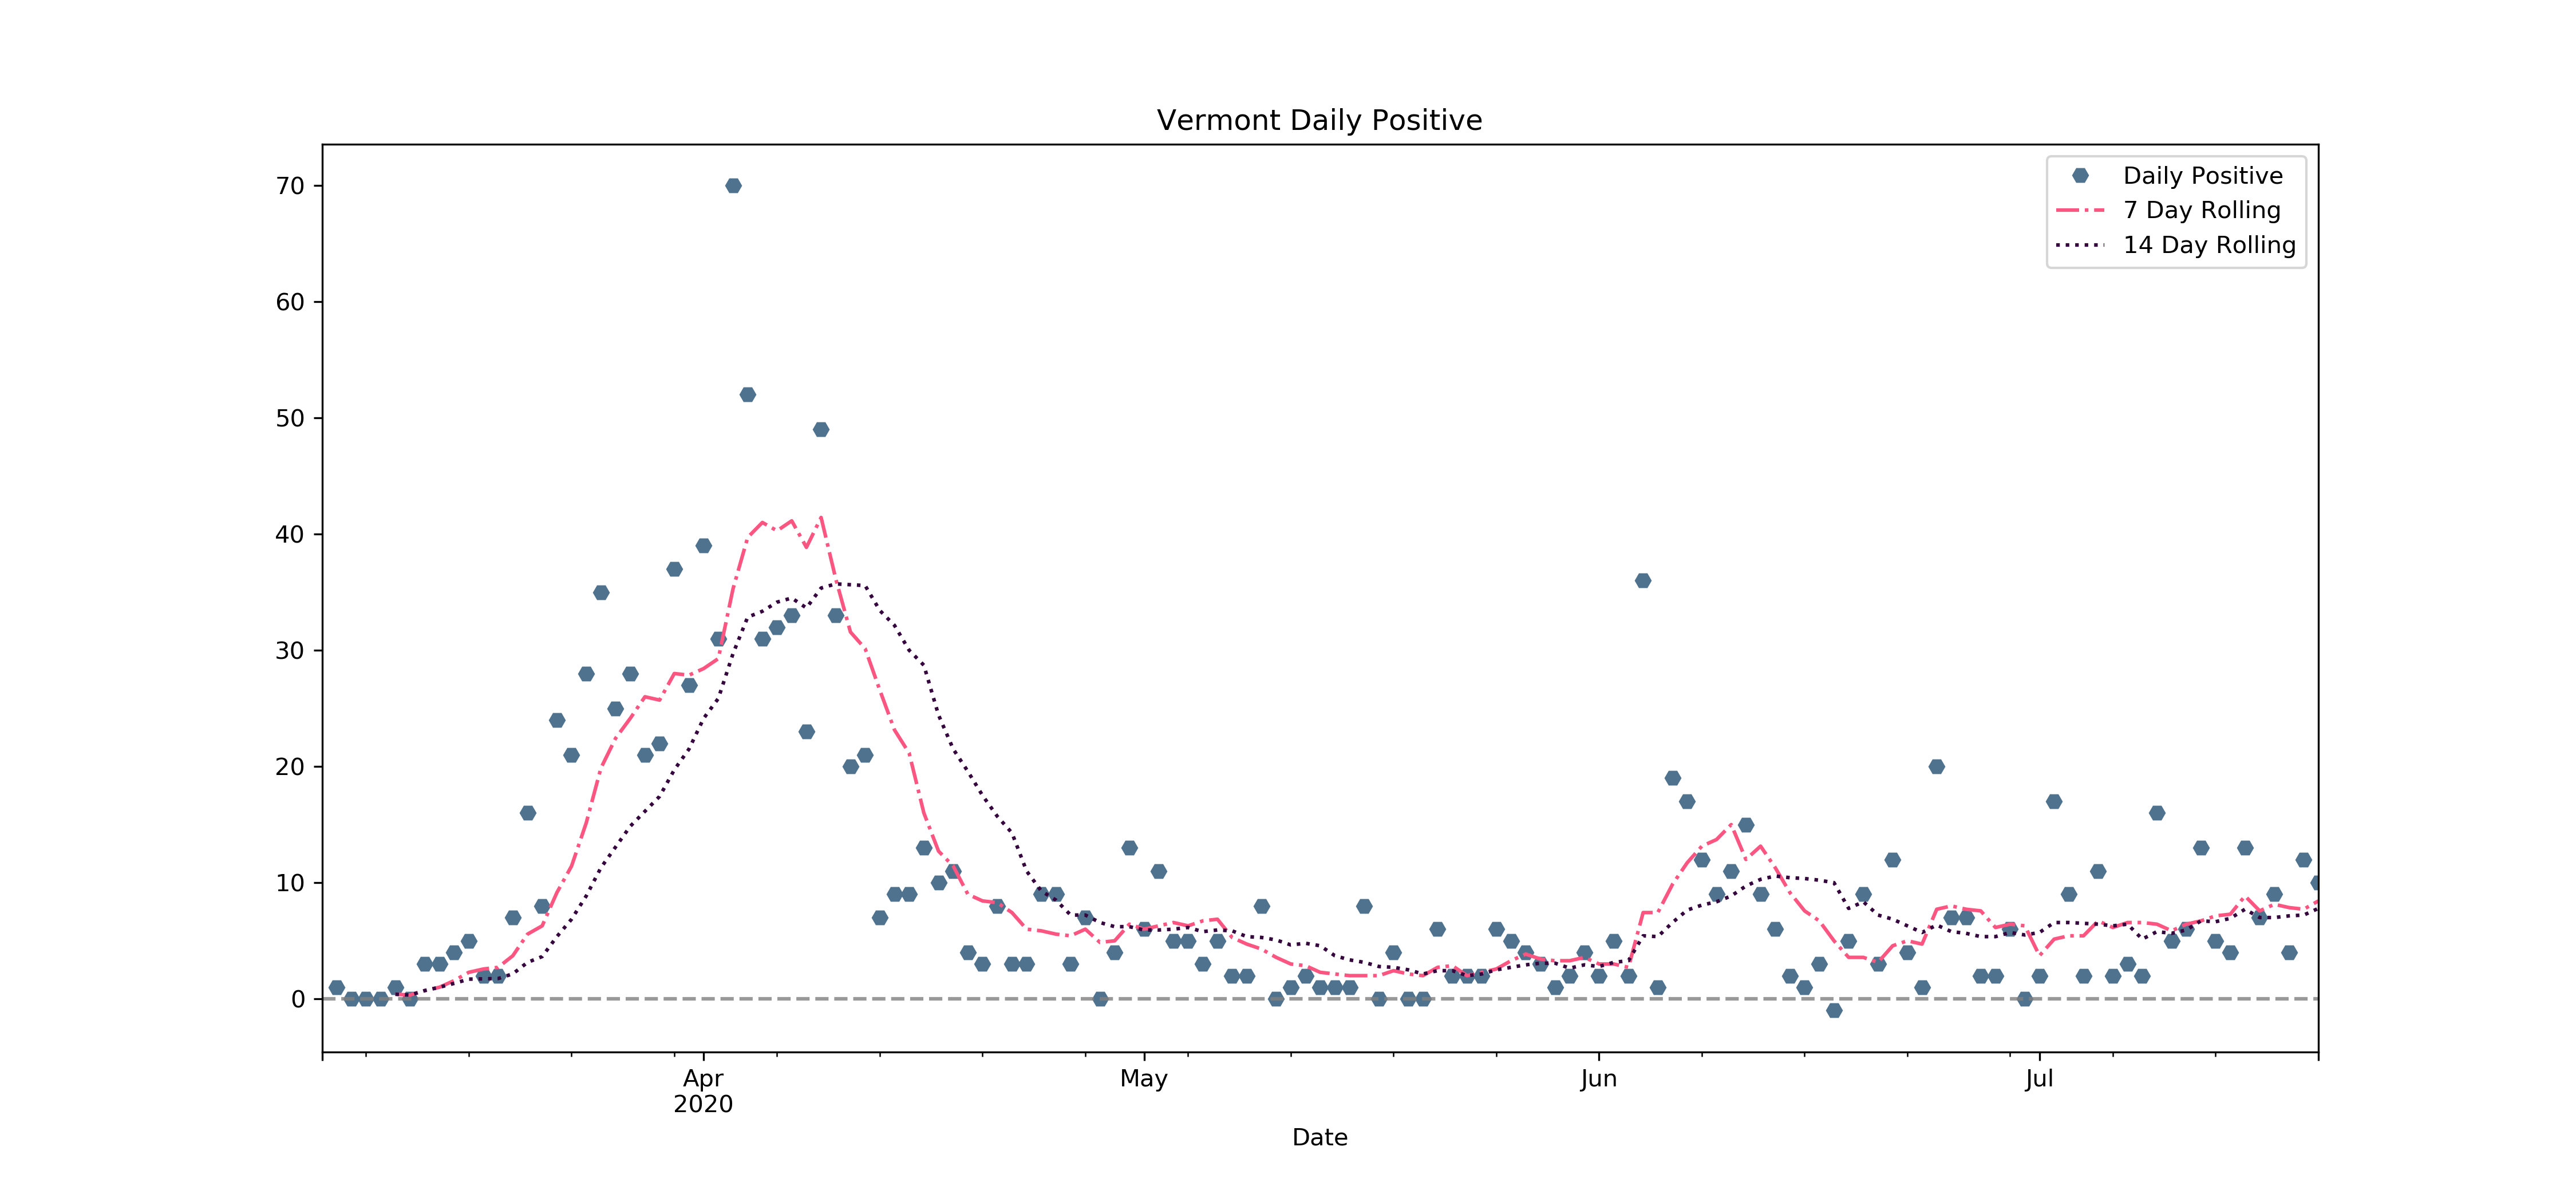 Vermont Daily Positive
Daily Positive
7 Day Rolling
14 Day Rolling
70
60
50
40
30
20
10
0
Apr
2020
May
Jun
Jul
Date